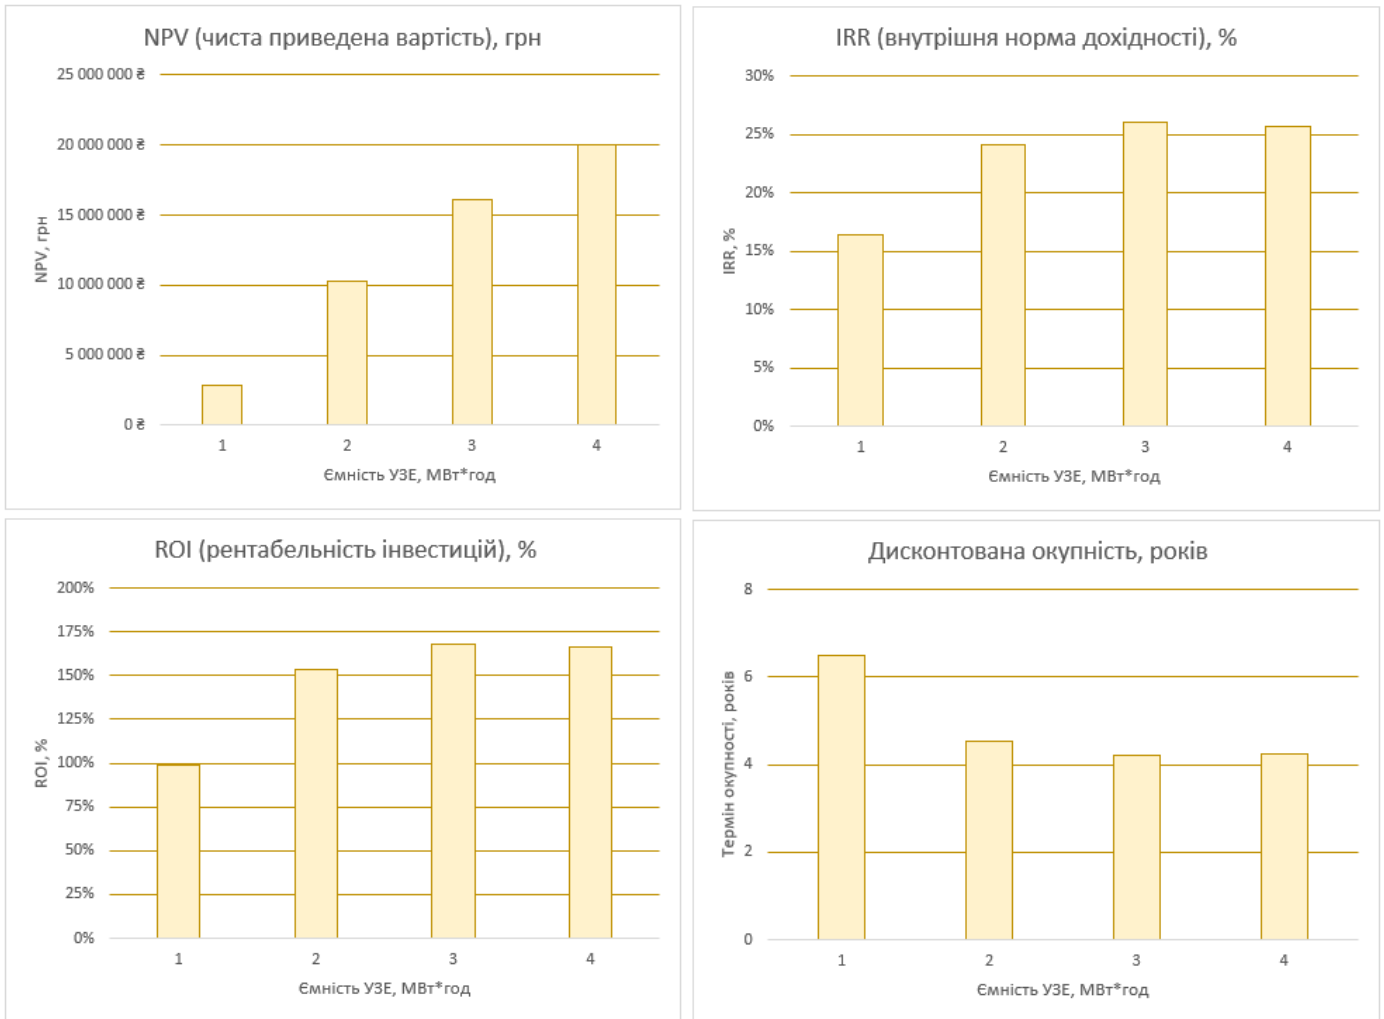 NPV (чиста приведена вартість), грн
25 000 000 ₴
20 000 000 ₴
15 000 000 ₴
10 000 000 ₴
5 000 000 ₴
0 ₴
NPV, грн
1 2 3 4
Ємність УЗЕ, МВт*год
IRR (внутрішня норма дохідності), %
30%
25%
20%
15%
10%
5%
0%
IRR, %
1 2 3 4
Ємність УЗЕ, МВт*год
ROI (рентабельність інвестицій), %
200%
175%
150%
125%
100%
75%
50%
25%
0%
ROI, %
1 2 3 4
Ємність УЗЕ, МВт*год
Дисконтована окупність, років
8
6
4
2
0
Термін окупності, років
1 2 3 4
Ємність УЗЕ, МВт*год